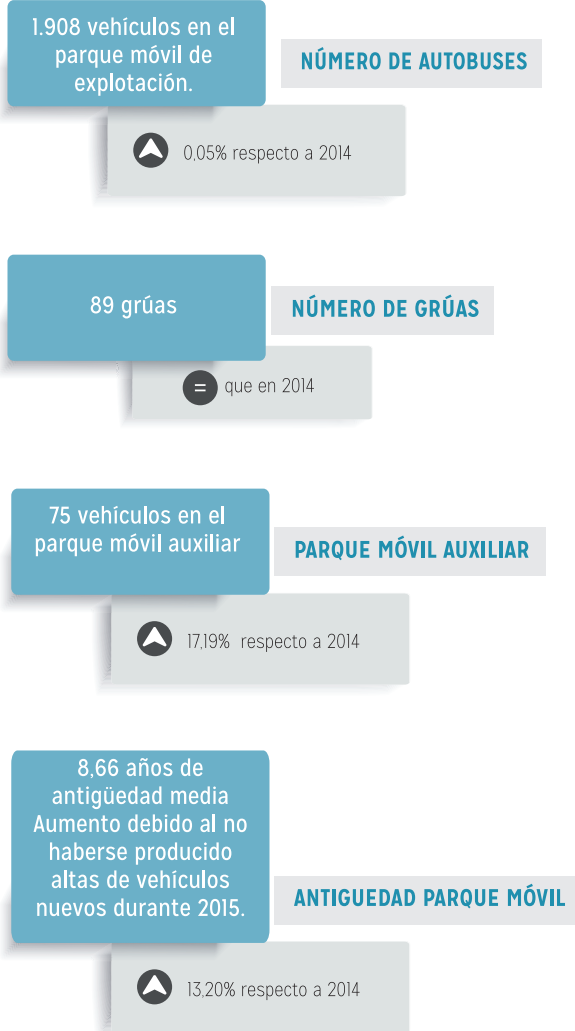 1.908 vehículos en el
parque móvil de
explotación.
NÚMERO DE AUTOBUSES
0,05% respecto a 2014
89 grúas
NÚMERO DE GRÚAS
= que en 2014
75 vehículos en el
parque móvil auxiliar
PARQUE MÓVIL AUXILIAR
17,19% respecto a 2014
8,66 años de
antigüedad media
Aumento debido al no
haberse producido
altas de vehículos
nuevos durante 2015.
ANTIGUEDAD PARQUE MÓVIL
13,20% respecto a 2014